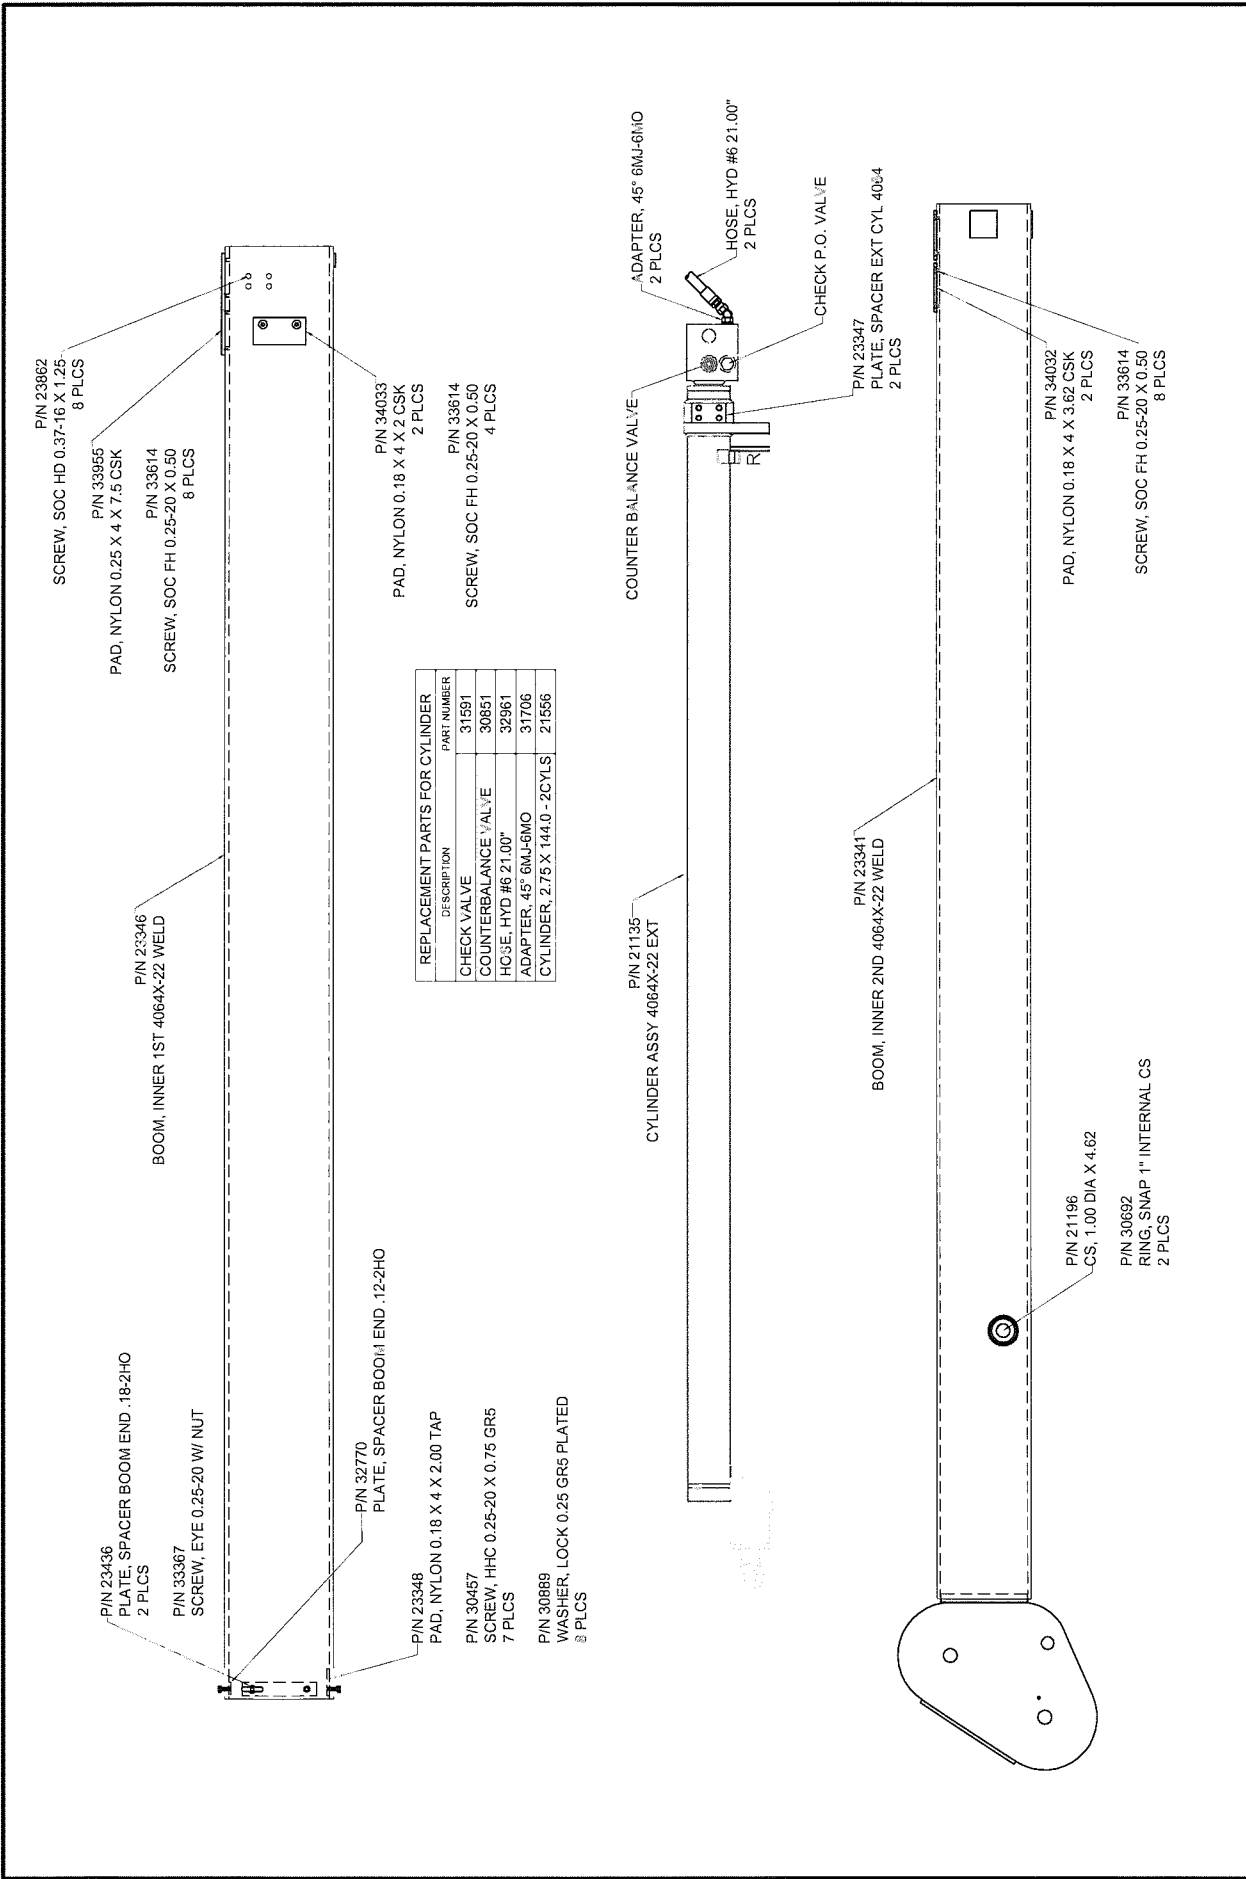 P/N 23436
PLATE, SPACER BOOM END .18-2HO
2 PLCS
P/N 33367
SCREW, EYE 0.25-20 W/ NUT
P/N 32770
PLATE, SPACER BOOM END .12-2HO
P/N 23348
PAD, NYLON 0.18 X 4 X 2.00 TAP
P/N 30457
SCREW, HHC 0.25-20 X 0.75 GR5
7 PLCS
P/N 30889
WASHER, LOCK 0.25 GR5 PLATED
8 PLCS
P/N 23346
BOOM, INNER 1ST 4064X-22 WELD
P/N 23862
SCREW, SOC HD 0.37-16 X 1.25
8 PLCS
P/N 33955
PAD, NYLON 0.25 X 4 X 7.5 CSK
P/N 33614
SCREW, SOC FH 0.25-20 X 0.50
8 PLCS
P/N 34033
PAD, NYLON 0.18 X 4 X 2 CSK
2 PLCS
P/N 33614
SCREW, SOC FH 0.25-20 X 0.50
4 PLCS
REPLACEMENT PARTS FOR CYLINDER
DESCRIPTION PART NUMBER
CHECK VALVE 31591
COUNTERBALANCE VALVE 30851
HOSE, HYD #6 21.00" 32961
ADAPTER, 45° 6MJ-6MO 31706
CYLINDER, 2.75 X 144.0 - 2CYLS 21556
P/N 21135
CYLINDER ASSY 4064X-22 EXT
COUNTER BALANCE VALVE
ADAPTER, 45° 6MJ-6MO
2 PLCS
HOSE, HYD #6 21.00"
2 PLCS
CHECK P.O. VALVE
P/N 23347
PLATE, SPACER EXT CYL 4064
2 PLCS
R
P/N 23341
BOOM, INNER 2ND 4064X-22 WELD
P/N 21196
CS, 1.00 DIA X 4.62
P/N 30692
RING, SNAP 1" INTERNAL CS
2 PLCS
P/N 34032
PAD, NYLON 0.18 X 4 X 3.62 CSK
2 PLCS
P/N 33614
SCREW, SOC FH 0.25-20 X 0.50
8 PLCS